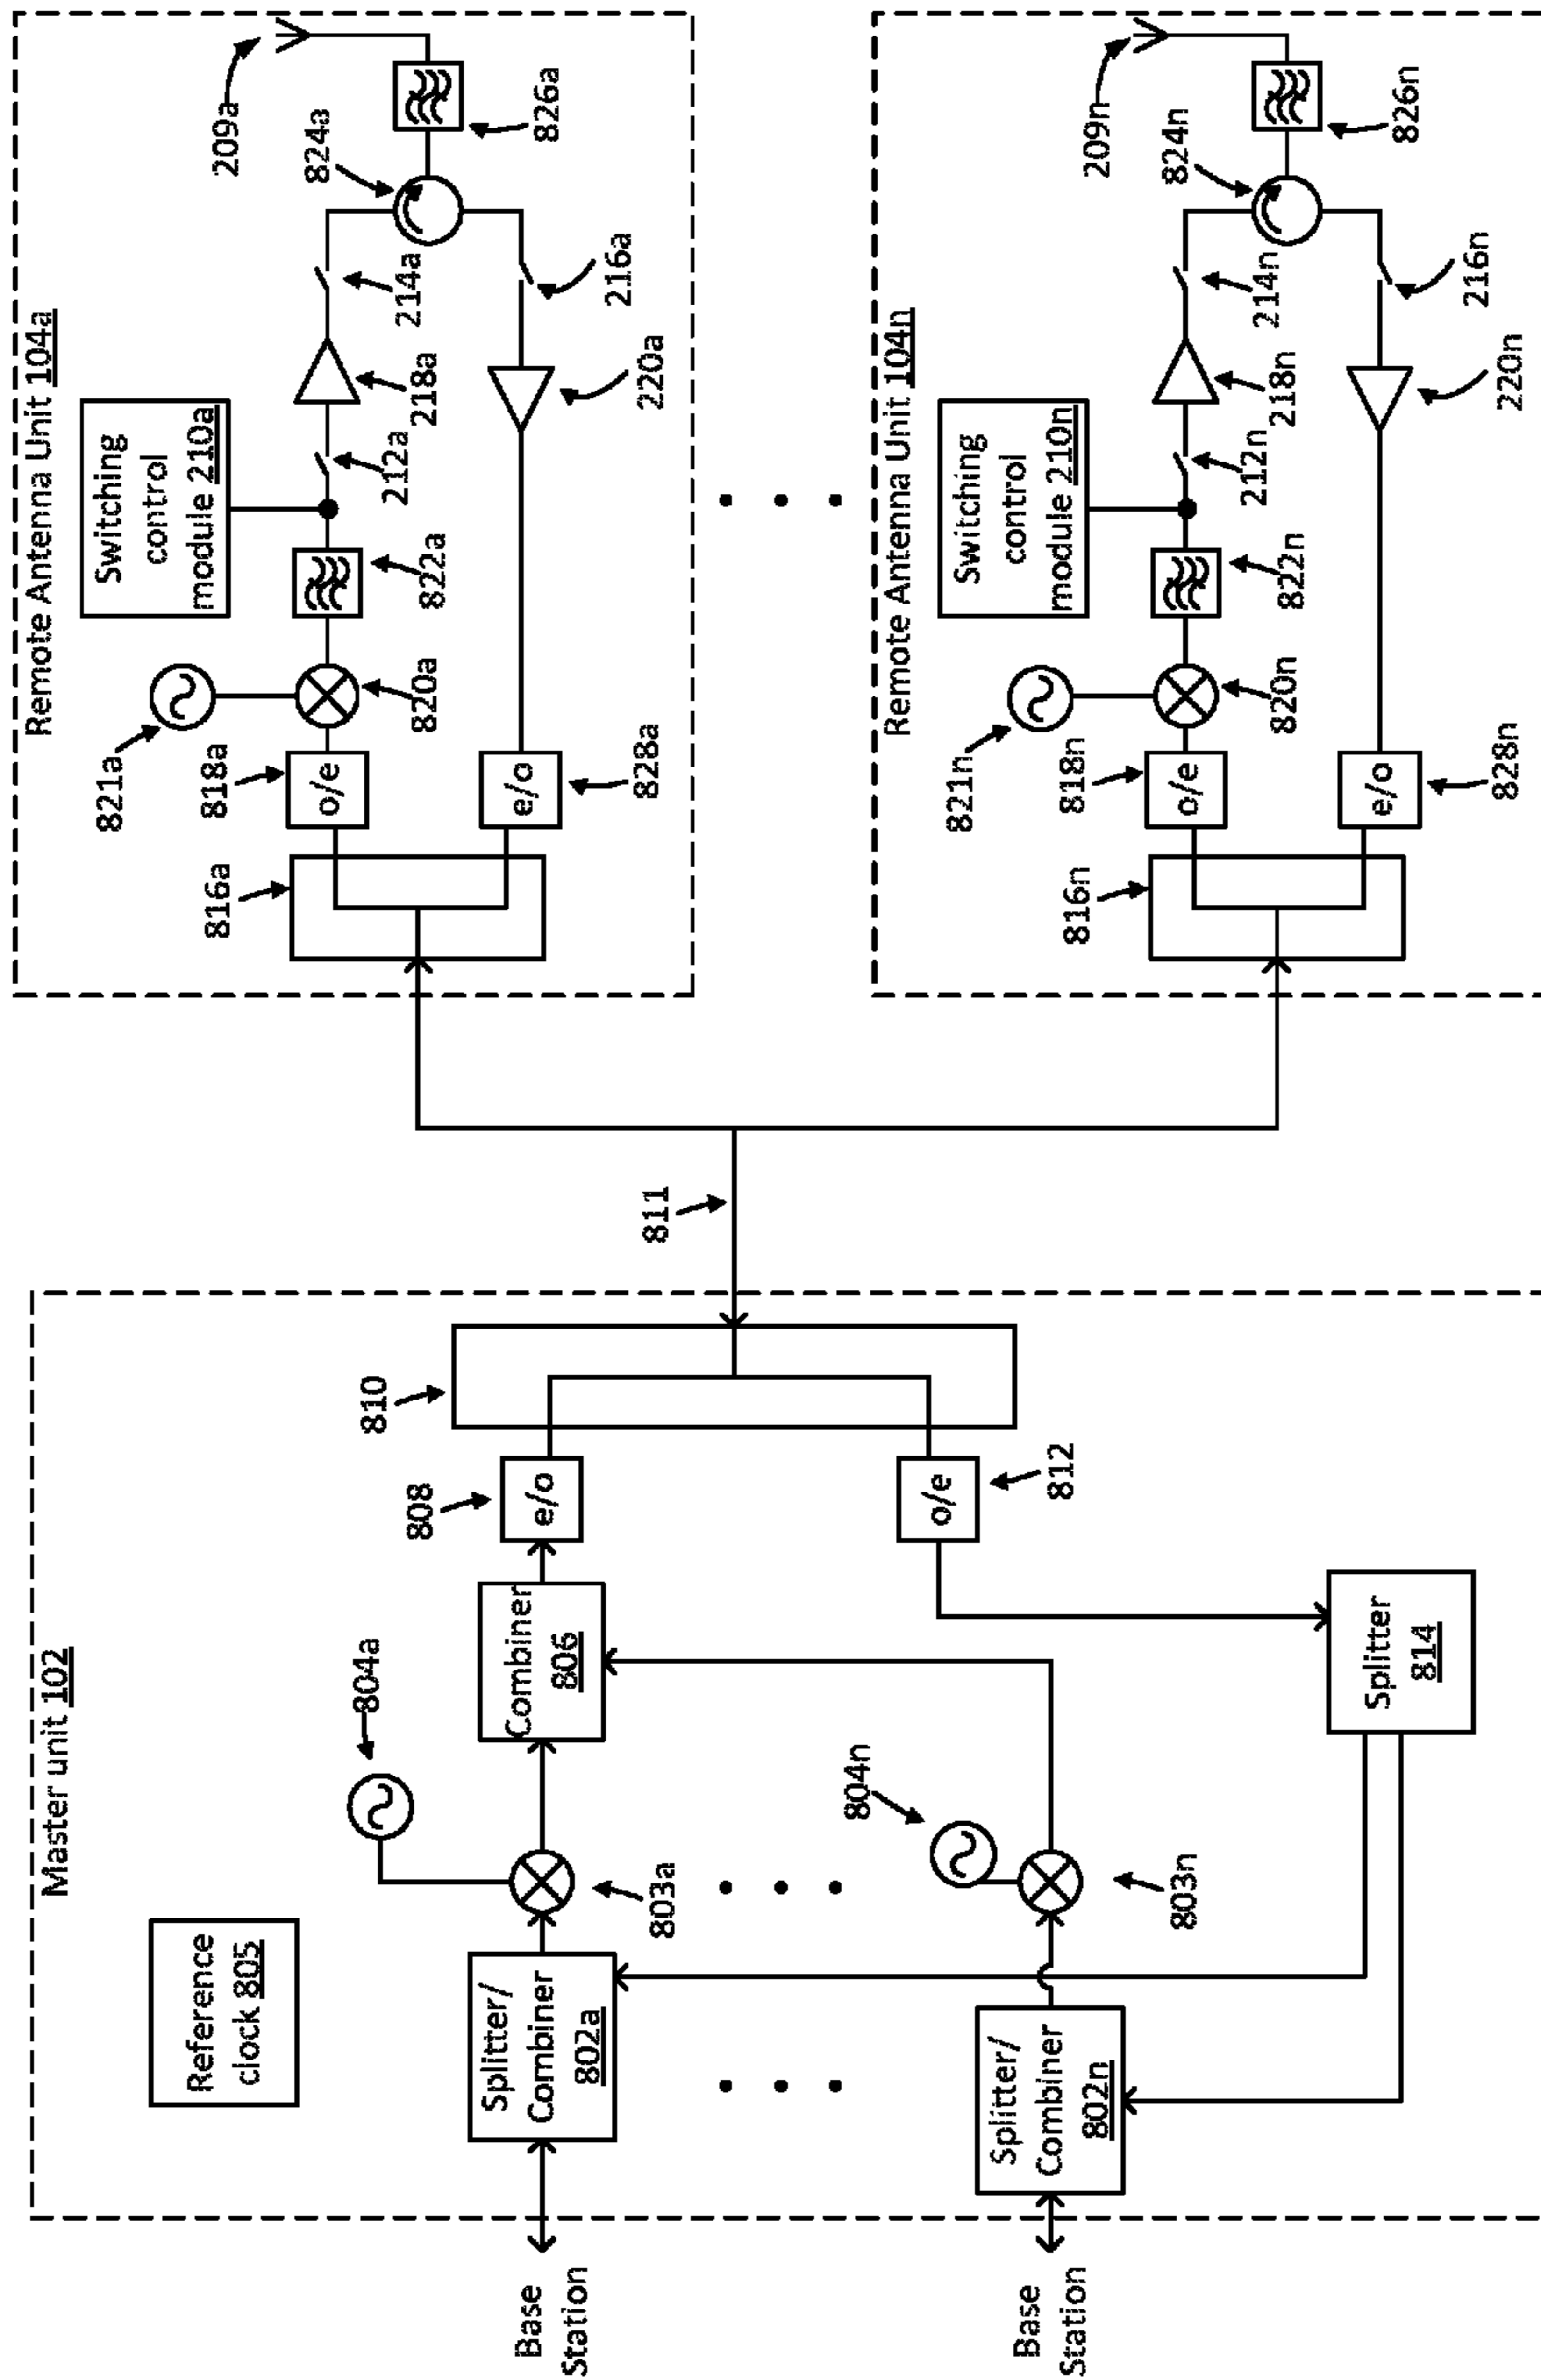 Master unit 102
Reference
clock 805
804a
Splitter/
Combiner
802a
803a
Combiner
806
808
e/o
810
811
Base
Station
804n
Splitter/
Combiner
802n
803n
o/e
812
Splitter
814
Base
Station
Remote Antenna Unit 104a
821a
Switching
control
module 210a
209a
816a
818a
o/e
820a
822a
212a
218a
214a
824a
826a
e/o
828a
220a
216a
Remote Antenna Unit 104n
821n
Switching
control
module 210n
209n
816n
818n
o/e
820n
822n
212n
218n
214n
824n
826n
e/o
828n
220n
216n